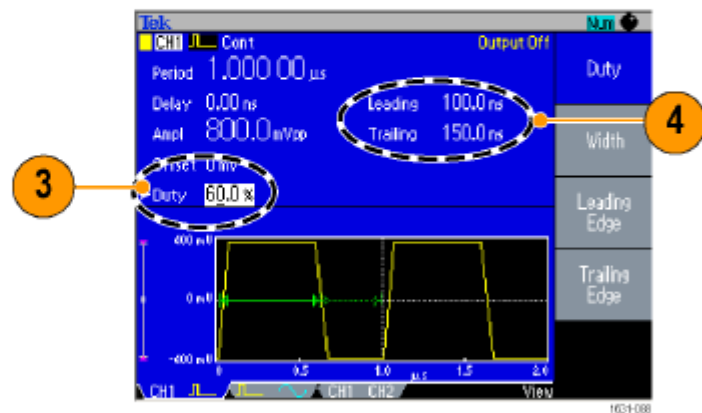 Tek Num
CH1 Cont Output Off
Period 1.000 00 µs
Delay 0.00 ns
Leading 100.0 ns
Ampl 800.0 mVpp
Trailing 150.0 ns
Offset 0 mV
Duty 60.0 %
3
4
Duty
Width
Leading
Edge
Trailing
Edge
400 mV
0 mV
-400 mV
0 0.5 1.0 µs 1.5 2.0
CH1 CH1 CH2 View
1631-088